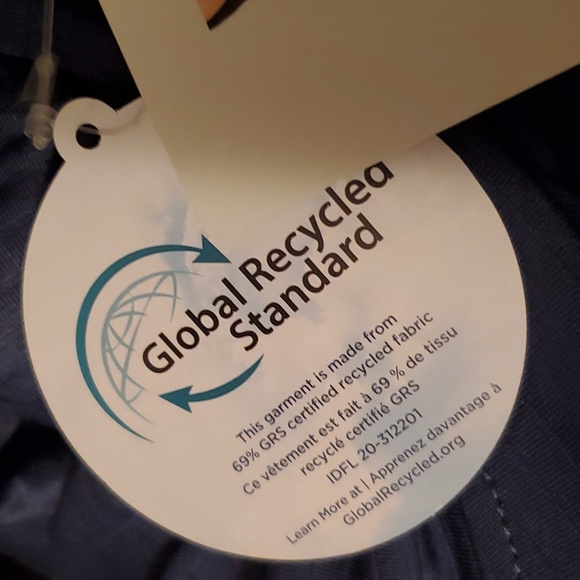 Global Recycled
Standard
This garment is made from
69% GRS certified recycled fabric
Ce vêtement est fait à 69 % de tissu
recyclé certifié GRS
IDFL 20-312201
Learn More at | Apprenez davantage à
GlobalRecycled.org